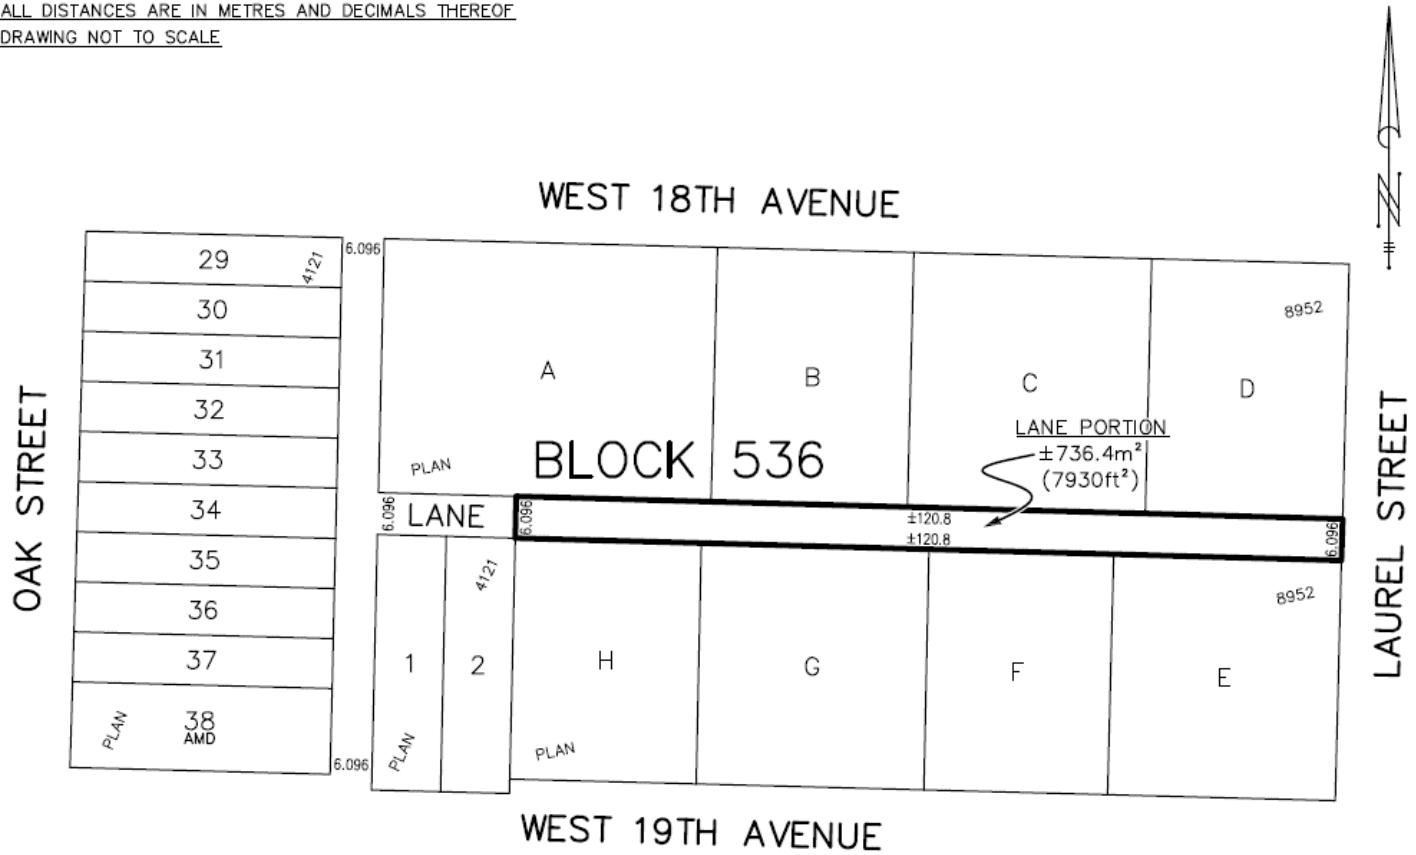 ALL DISTANCES ARE IN METRES AND DECIMALS THEREOF
DRAWING NOT TO SCALE
WEST 18TH AVENUE
OAK STREET
29
4121
30
31
32
33
34
35
36
37
PLAN
38
AMD
6.096
6.096
A
B
C
D
8952
PLAN
BLOCK 536
LANE PORTION
±736.4m²
(7930ft²)
6.096
LANE
6.096
±120.8
±120.8
6.096
1
PLAN
4121
2
H
PLAN
G
F
E
8952
LAUREL STREET
WEST 19TH AVENUE
N